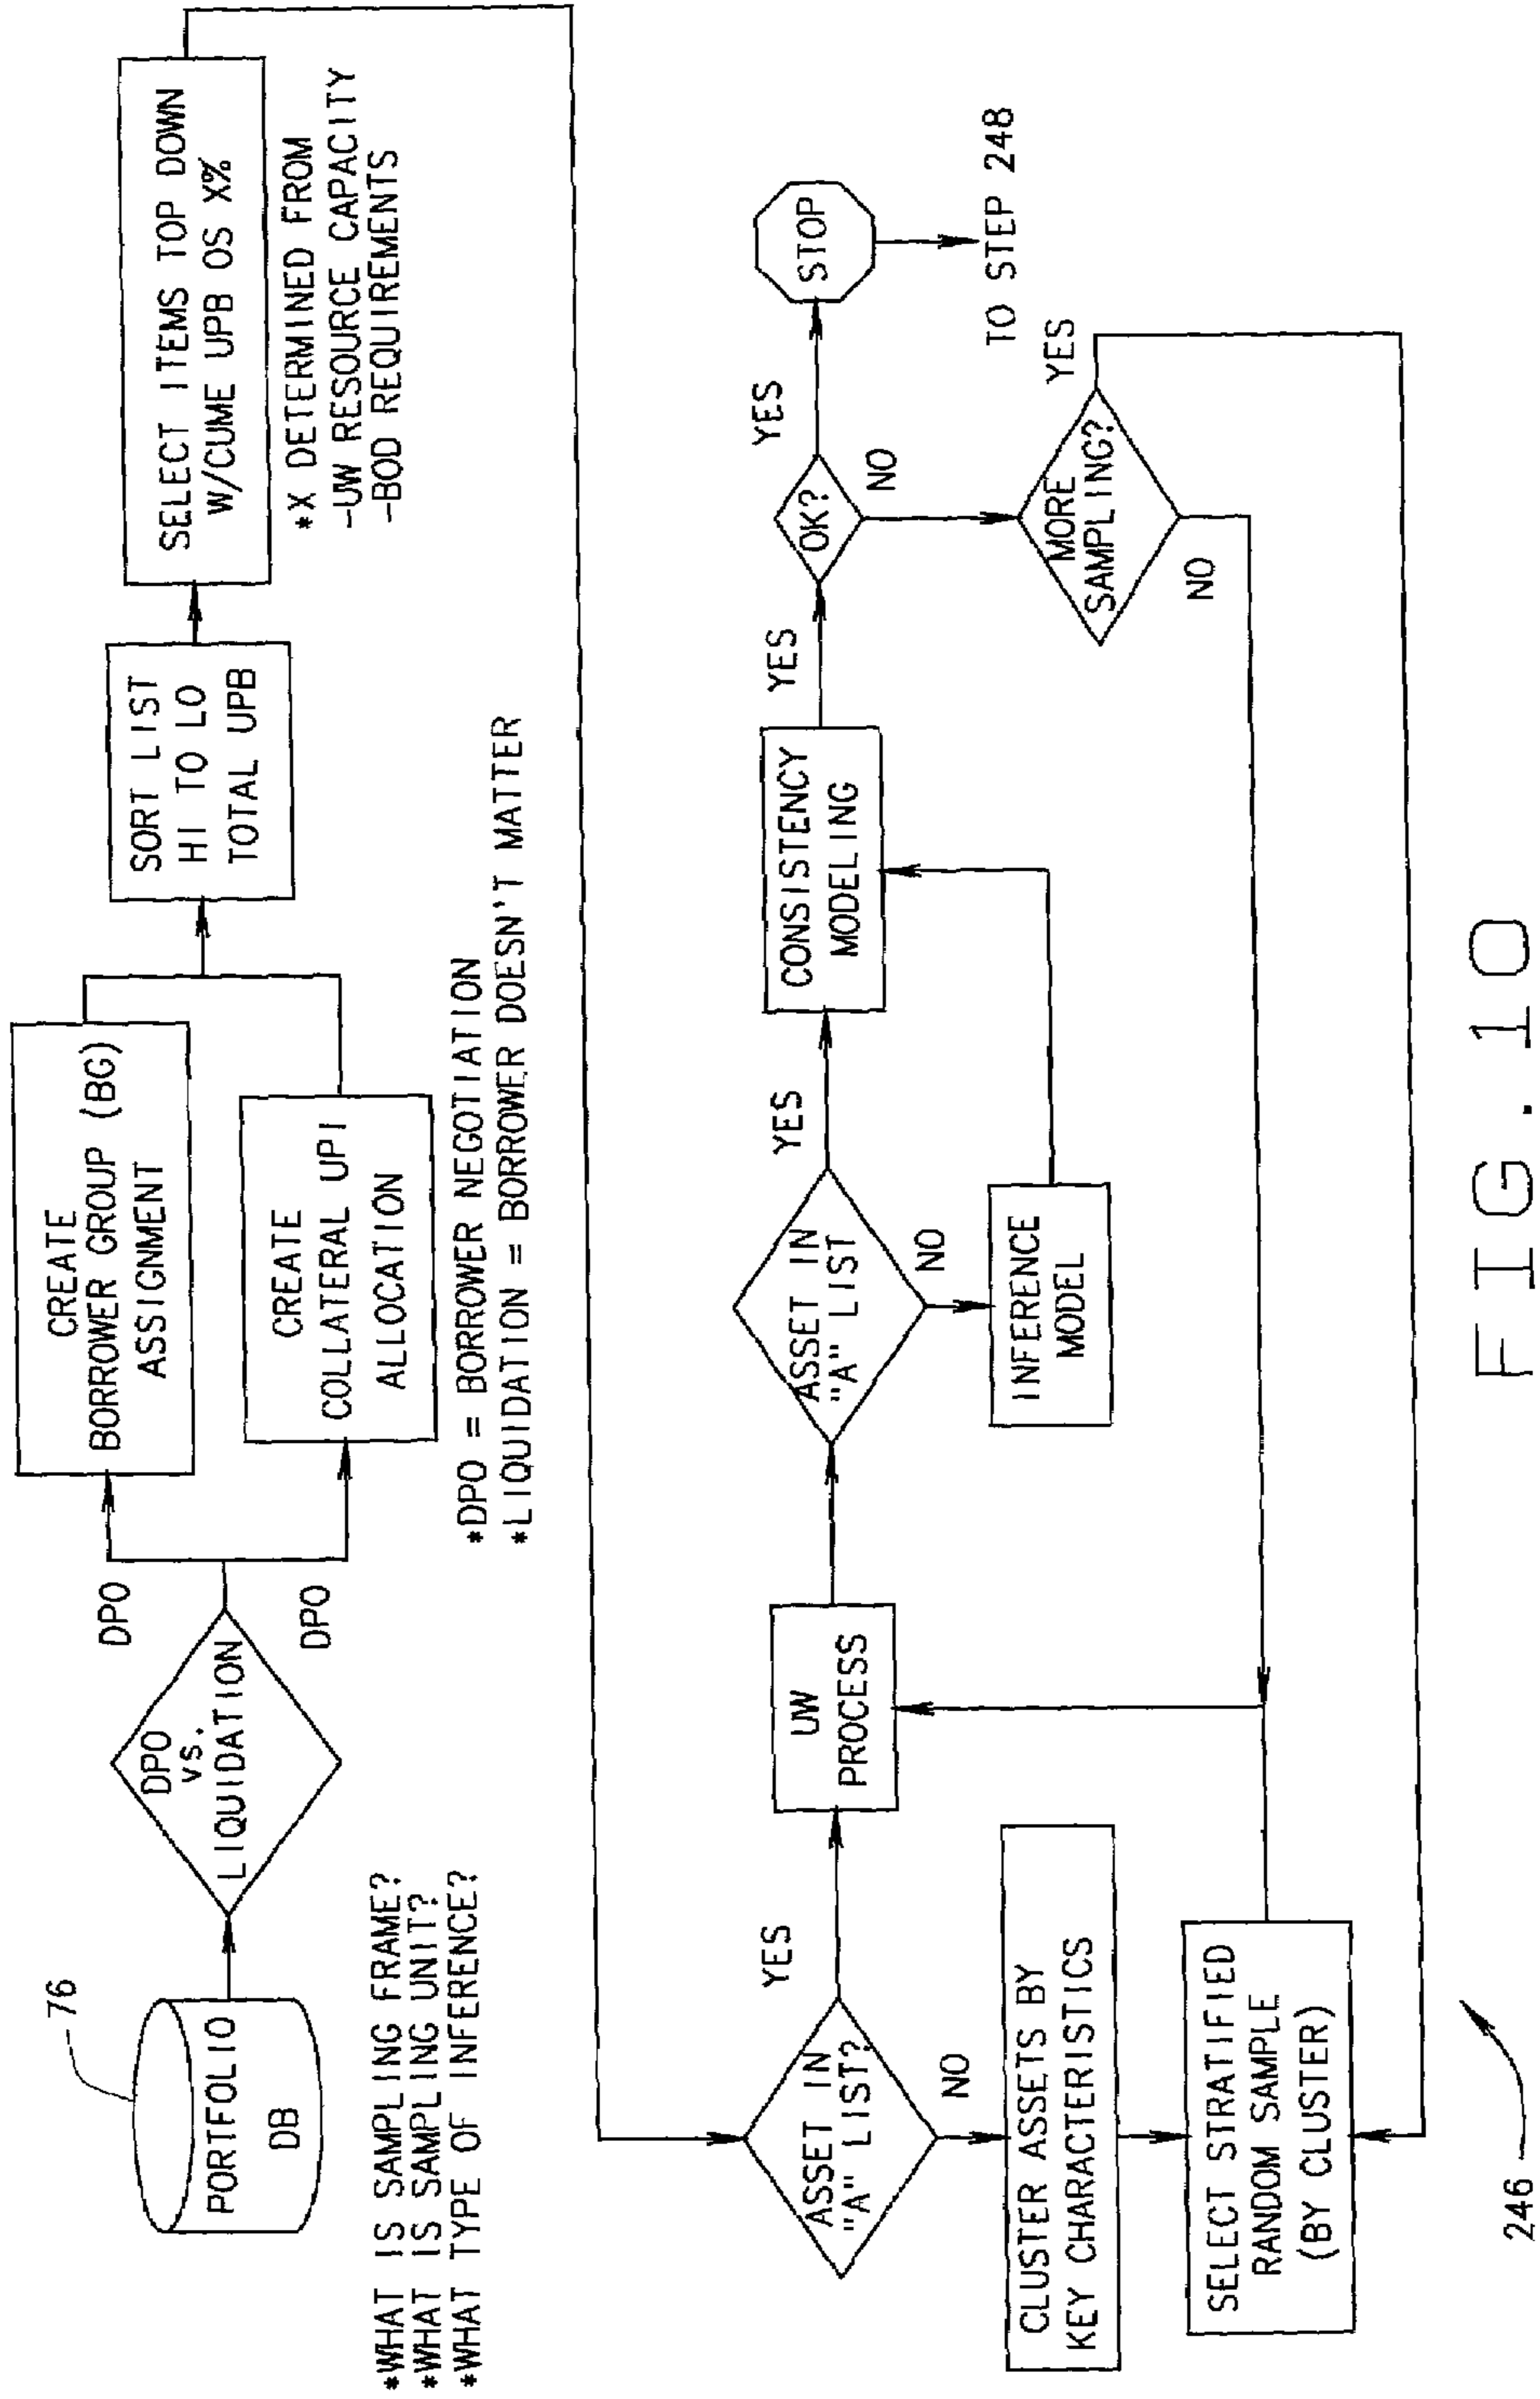 76
PORTFOLIO
DB
*WHAT IS SAMPLING FRAME?
*WHAT IS SAMPLING UNIT?
*WHAT TYPE OF INFERENCE?
DPO
vs.
LIQUIDATION
DPO
DPO
CREATE
BORROWER GROUP (BG)
ASSIGNMENT
CREATE
COLLATERAL UPI
ALLOCATION
*DPO = BORROWER NEGOTIATION
*LIQUIDATION = BORROWER DOESN'T MATTER
SORT LIST
HI TO LO
TOTAL UPB
SELECT ITEMS TOP DOWN
W/CUME UPB OS X%
*X DETERMINED FROM
-UW RESOURCE CAPACITY
-BOD REQUIREMENTS
ASSET IN
"A" LIST?
YES
NO
CLUSTER ASSETS BY
KEY CHARACTERISTICS
SELECT STRATIFIED
RANDOM SAMPLE
(BY CLUSTER)
UW
PROCESS
ASSET IN
"A" LIST
YES
NO
INFERENCE
MODEL
CONSISTENCY
MODELING
YES
OK?
YES
NO
STOP
TO STEP 248
MORE
SAMPLING?
YES
NO
246
FIG.10